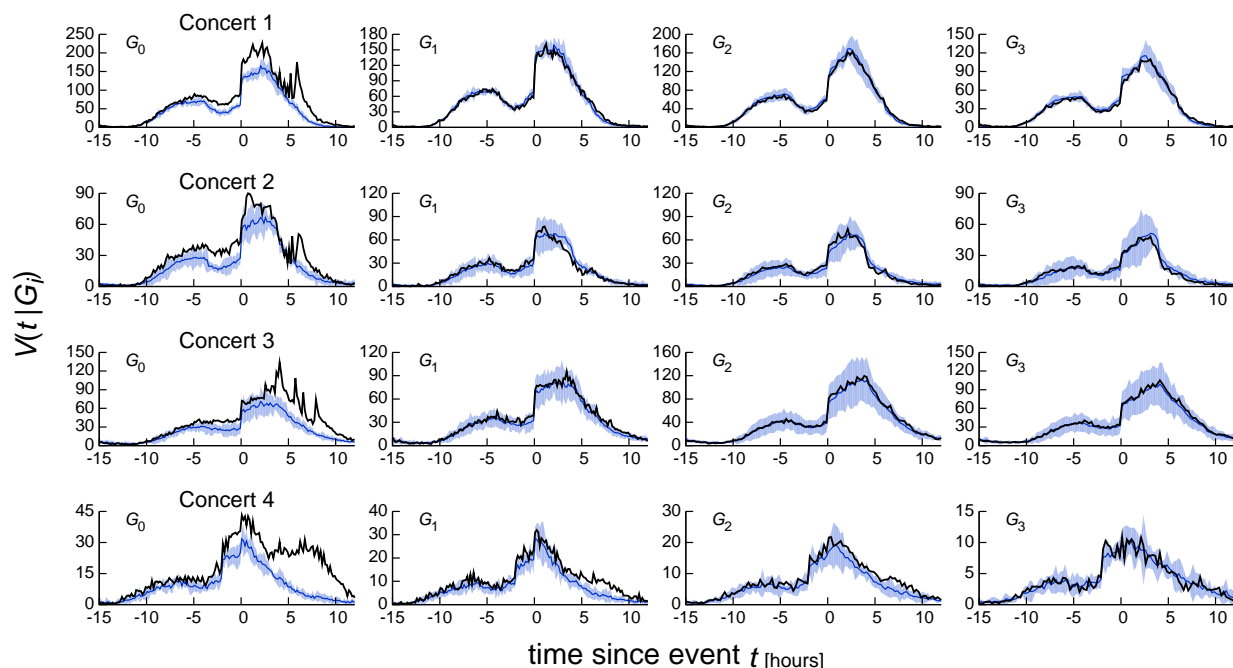 Concert 1
G0 G1 G2 G3
250 200 150 100 50 0
180 150 120 90 60 30 0
200 160 120 80 40 0
150 120 90 60 30 0
-15 -10 -5 0 5 10 -15 -10 -5 0 5 10 -15 -10 -5 0 5 10 -15 -10 -5 0 5 10
Concert 2
G0 G1 G2 G3
90 60 30 0
120 90 60 30 0
120 90 60 30 0
90 60 30 0
-15 -10 -5 0 5 10 -15 -10 -5 0 5 10 -15 -10 -5 0 5 10 -15 -10 -5 0 5 10
V(t | Gi)
Concert 3
G0 G1 G2 G3
150 120 90 60 30 0
120 90 60 30 0
160 120 80 40 0
150 120 90 60 30 0
-15 -10 -5 0 5 10 -15 -10 -5 0 5 10 -15 -10 -5 0 5 10 -15 -10 -5 0 5 10
Concert 4
G0 G1 G2 G3
45 30 15 0
40 30 20 10 0
30 20 10 0
15 10 5 0
-15 -10 -5 0 5 10 -15 -10 -5 0 5 10 -15 -10 -5 0 5 10 -15 -10 -5 0 5 10
time since event t [hours]